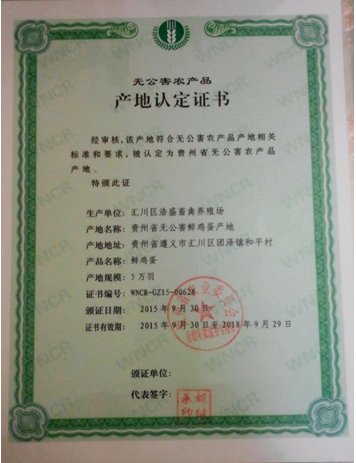 无公害农产品
产地认定证书
经审核,该产地符合无公害农产品产地相关
标准和要求,被认定为贵州省无公害农产品
产地。
特颁此证
生产单位:汇川区浩盛畜禽养殖场
产地名称:贵州省无公害鲜鸡蛋产地
产地地址:贵州省遵义市汇川区团泽镇和平村
产品名称:鲜鸡蛋
产地规模:5万羽
证书编号:WNCR-GZ15-00628
颁证日期:2015年9月30日
证书有效期:2015年9月30日至2018年9月29日
颁证单位:
代表签字:
WNCR